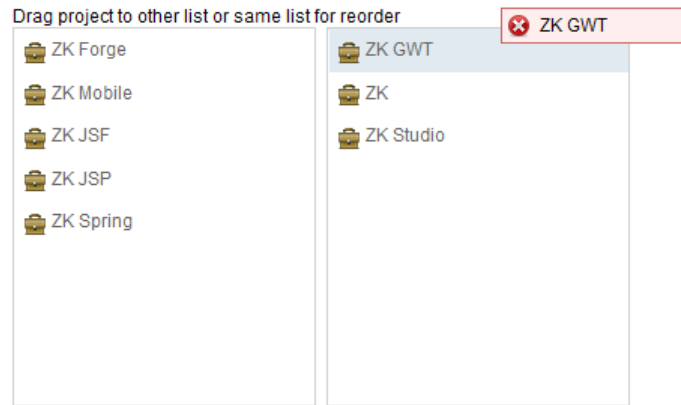 Drag project to other list or same list for reorder
ZK GWT
ZK Forge
ZK Mobile
ZK JSF
ZK JSP
ZK Spring
ZK GWT
ZK
ZK Studio